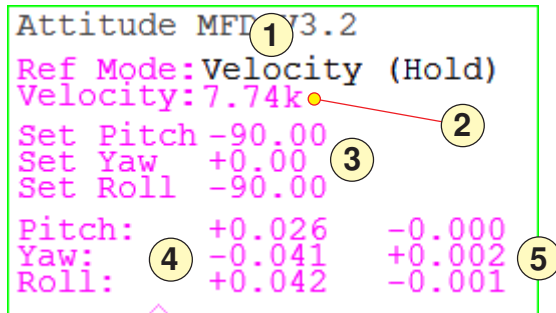 Attitude MFD V3.2
1
Ref Mode: Velocity (Hold)
Velocity: 7.74k
2
Set Pitch -90.00
Set Yaw +0.00
3
Set Roll -90.00
Pitch: +0.026 -0.000
Yaw: -0.041 +0.002
4
5
Roll: +0.042 -0.001